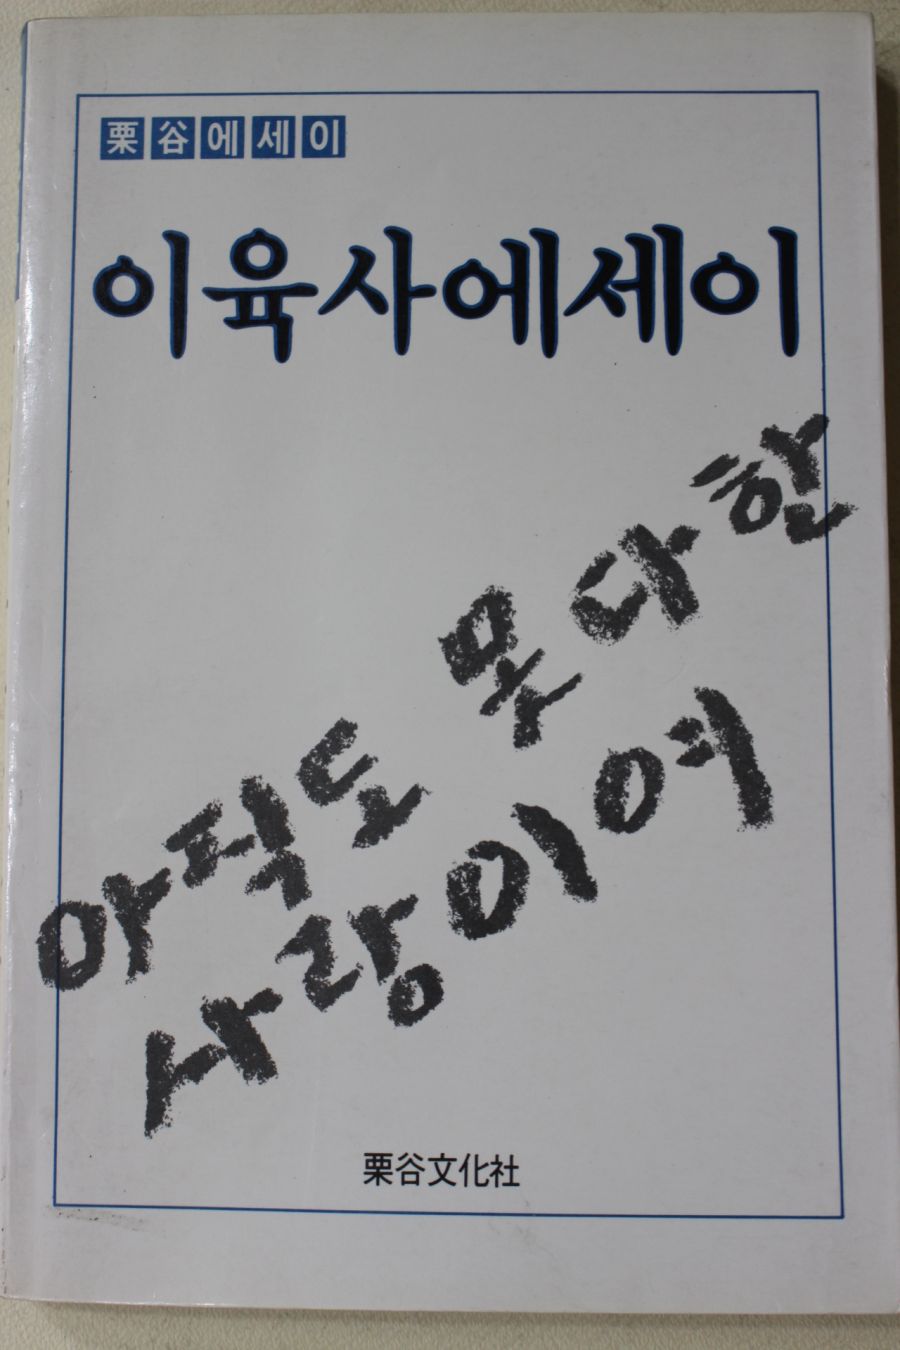 栗谷에세이
이육사에세이
아직도 못다한
사랑이여
栗谷文化社